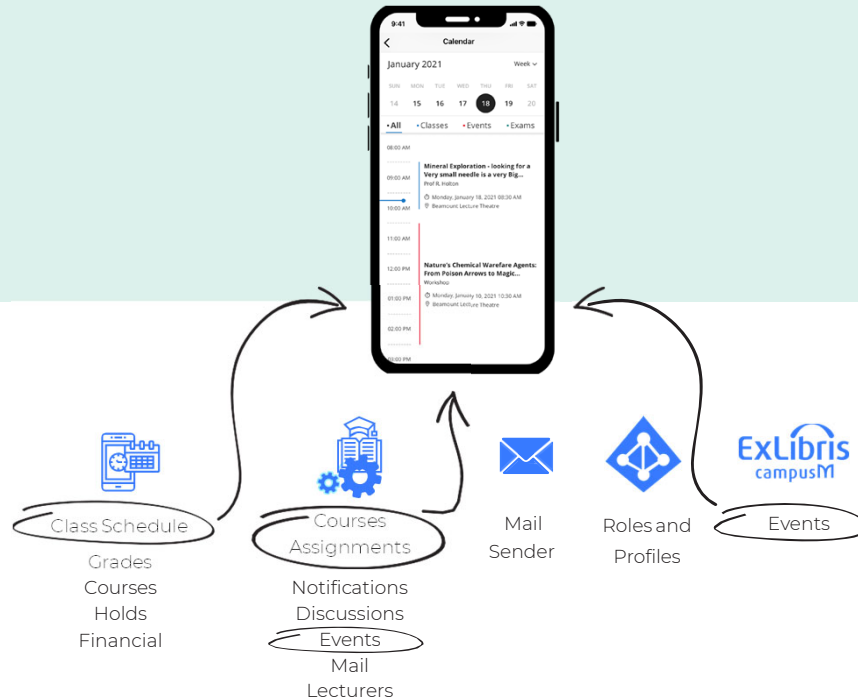 9:41
Calendar
January 2021 Week
SUN MON TUE WED THU FRI SAT
14 15 16 17 18 19 20
•All •Classes •Events •Exams
08:00 AM
Mineral Exploration - looking for a
Very small needle is a very Big...
09:00 AM
Prof R. Holton
Monday, January 18, 2021 08:30 AM
10:00 AM
Beamount Lecture Theatre
11:00 AM
Nature's Chemical Warefare Agents:
12:00 PM
From Poison Arrows to Magic...
Workshop
Monday, January 18, 2021 10:30 AM
01:00 PM
Beamount Lecture Theatre
02:00 PM
03:00 PM
Class Schedule
Grades
Courses
Holds
Financial
Courses
Assignments
Notifications
Discussions
Events
Mail
Lecturers
Mail
Sender
Roles and
Profiles
ExLibris
campusM
Events